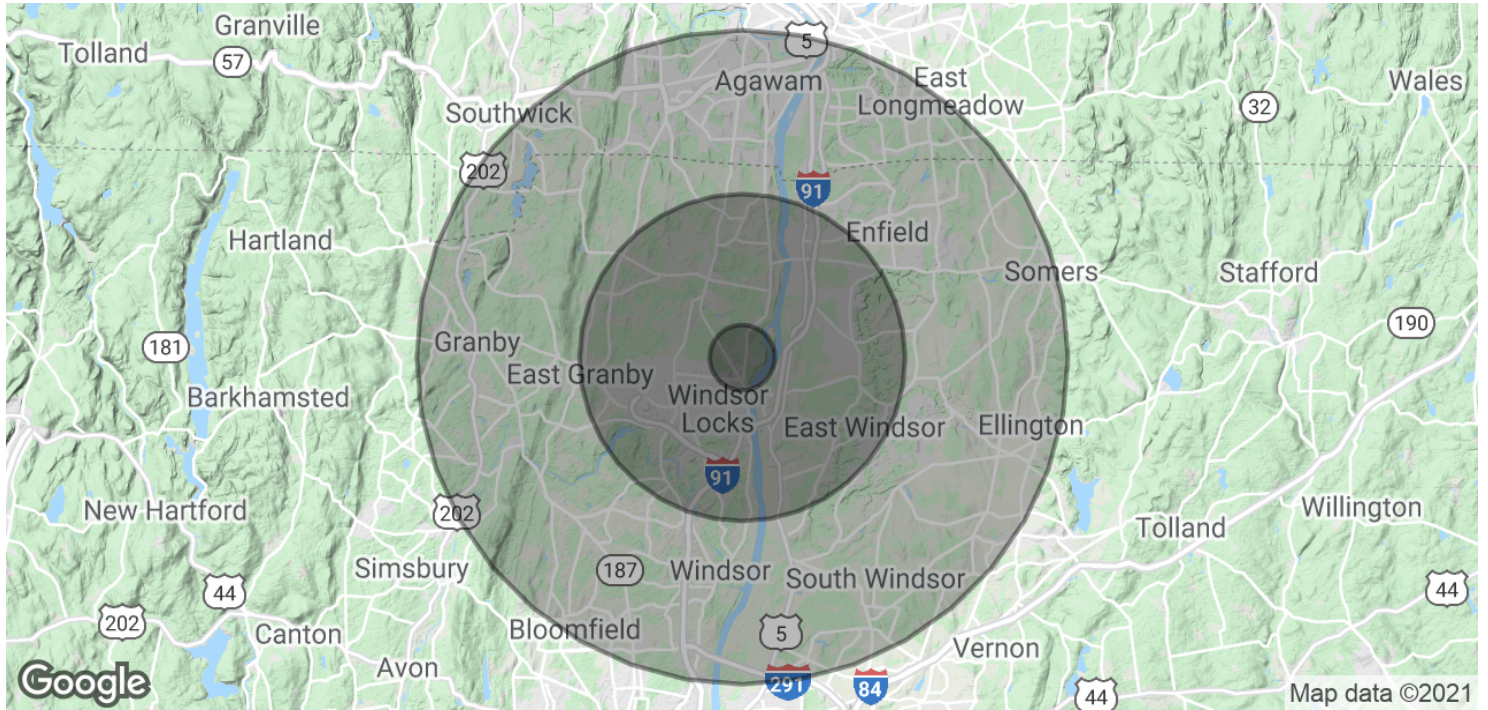 Granville
Tolland
57
5
Agawam
East
Longmeadow
Wales
32
Southwick
202
91
Hartland
Enfield
Somers
Stafford
190
181
Granby
East Granby
Barkhamsted
Windsor
Locks
East Windsor
Ellington
91
New Hartford
202
Willington
Tolland
Simsbury
187
Windsor
South Windsor
44
44
202
Canton
Bloomfield
5
Vernon
Avon
291
84
44
Google
Map data ©2021